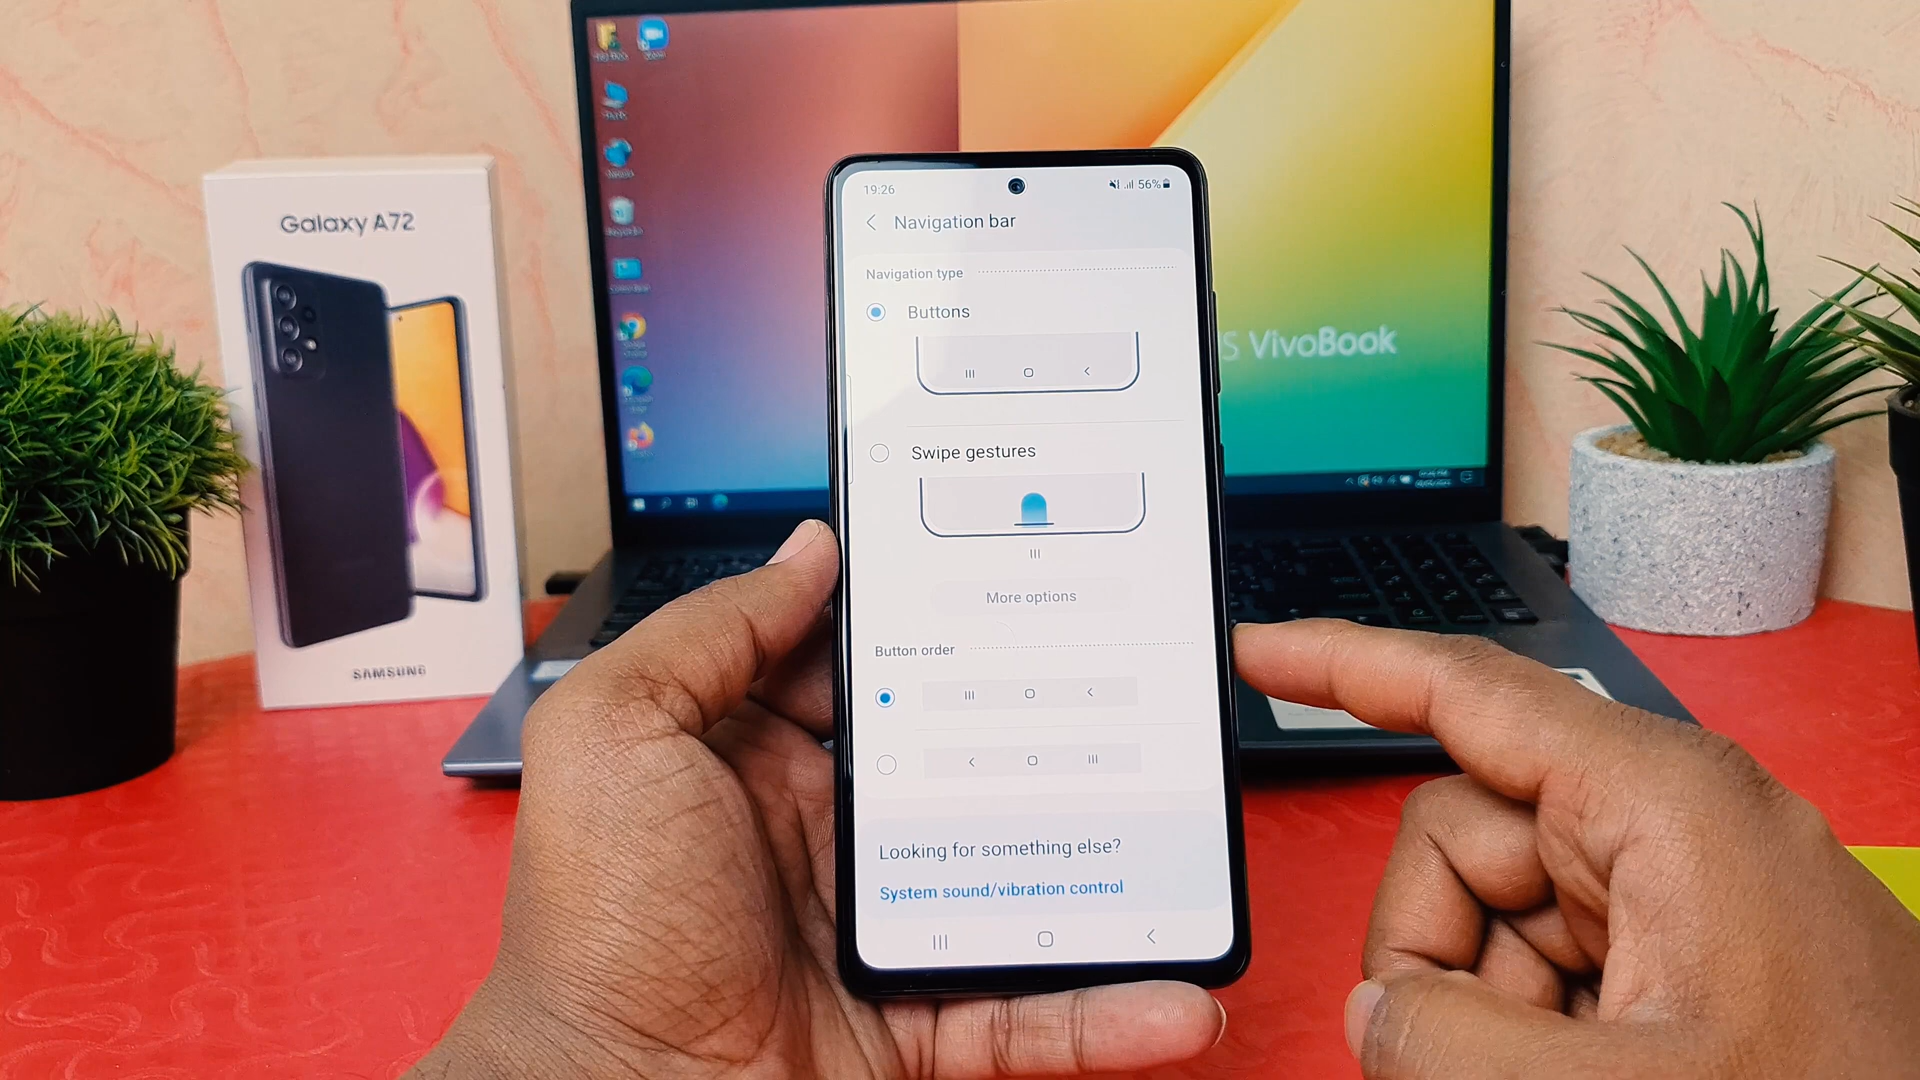 Galaxy A72
SAMSUNG
S VivoBook
19:26
56%
Navigation bar
Navigation type
Buttons
Swipe gestures
More options
Button order
Looking for something else?
System sound/vibration control